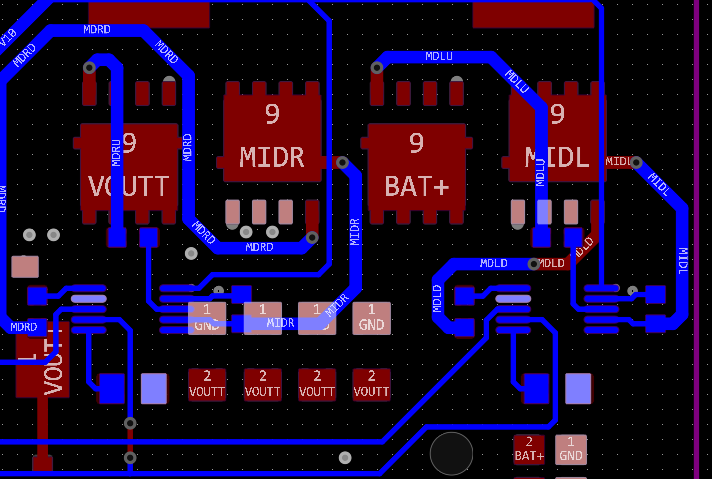 V10
MDRD
MDRD
MDRD
MDLU
MDLU
9
VOUTT
MDRU
MDRD
9
MIDR
9
BAT+
9
MIDL
MDLU
MIDL
MIDL
MDRD
MDRD
MDRD
MIDR
MDLD
MDLD
MDLD
MIDL
MDLD
MDRD
1
GND
1
MIDR
1
MIDR
1
GND
VOUT
2
VOUTT
2
VOUTT
2
VOUTT
2
VOUTT
2
BAT+
1
GND